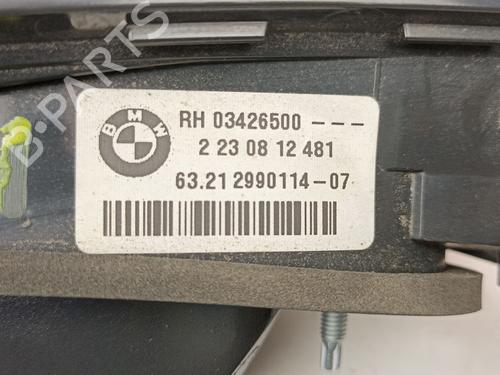 B-PARTS
BMW
RH 03426500 ---
2 23 08 12 481
63.21 2990114-07